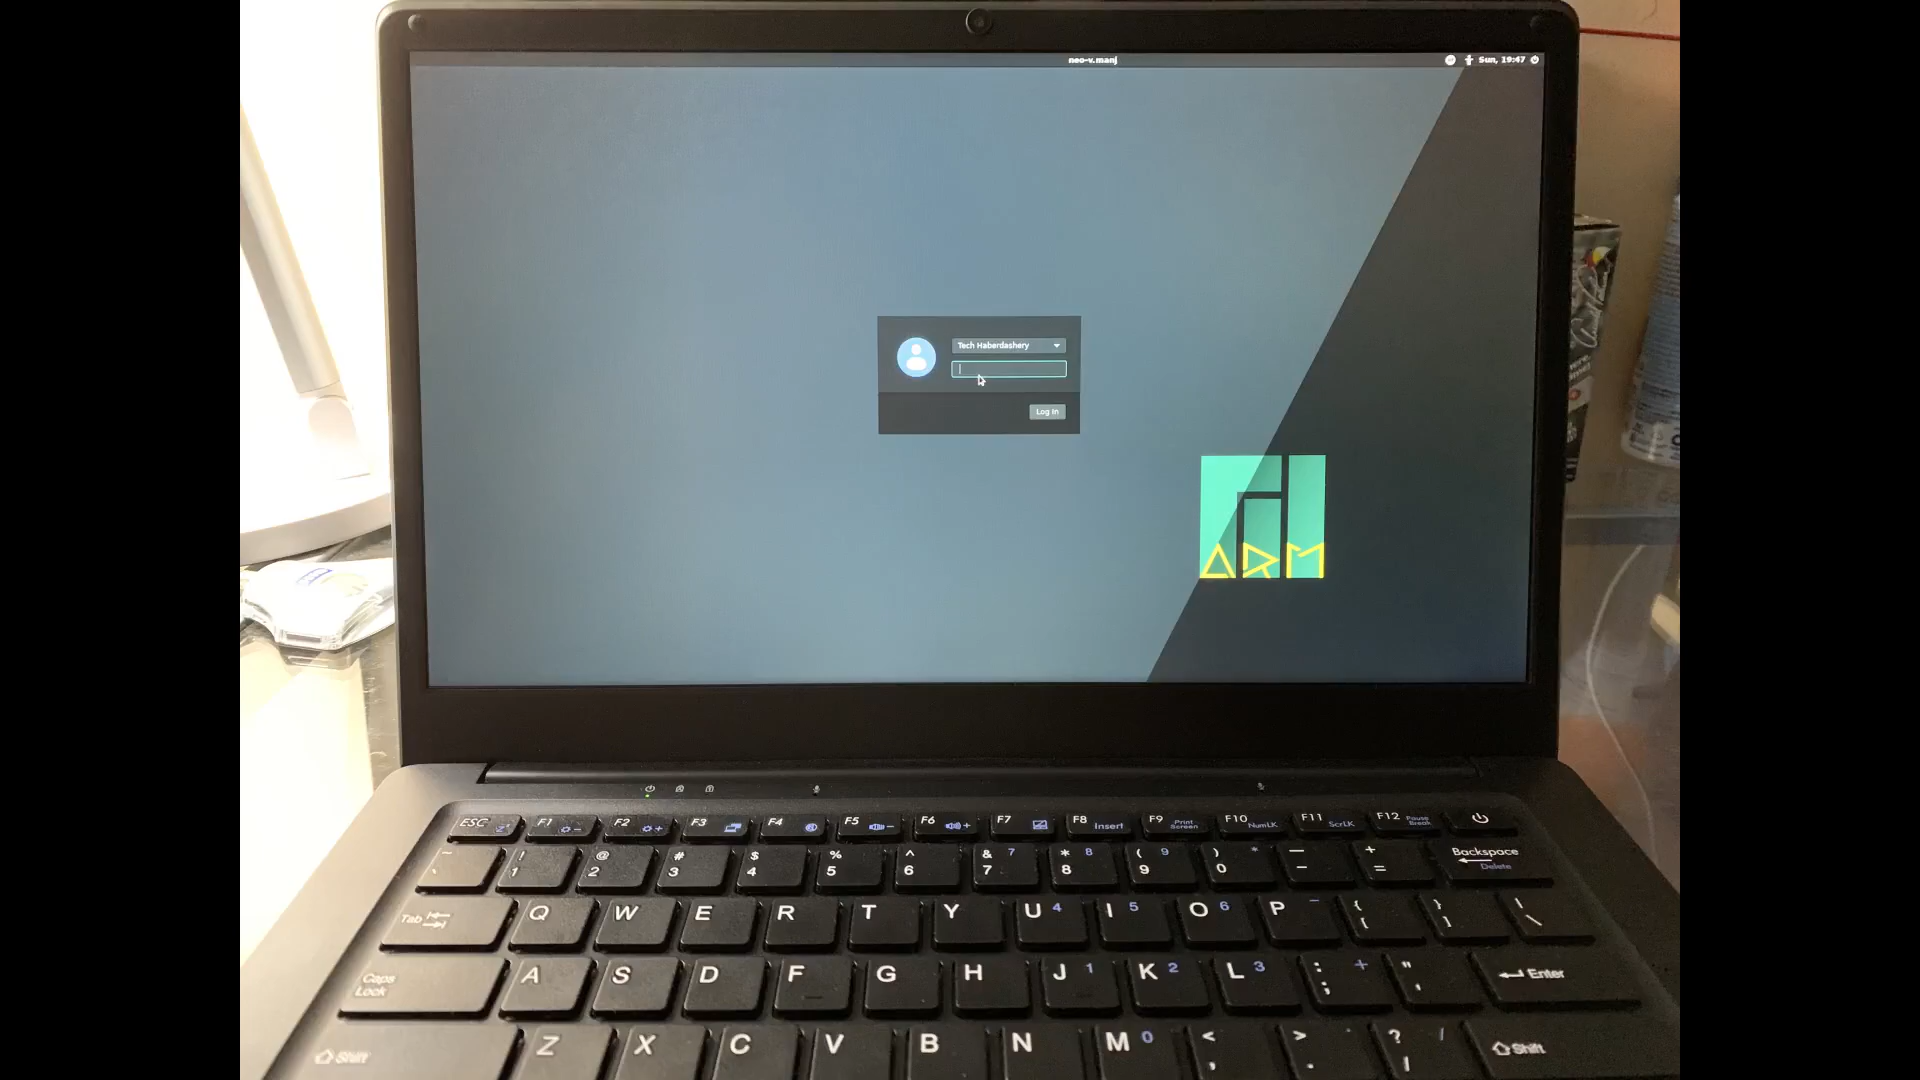 neo-v.manj
Sun, 19:47
Tech Haberdashery
Log In
ARM
ESC F1 F2 F3 F4 F5 F6 F7 F8 Insert F9 Print Screen F10 NumLK F11 ScrLK F12 Pause Break
~ ` ! 1 @ 2 # 3 $ 4 % 5 ^ 6 & 7 7 * 8 8 ( 9 9 ) 0 * — - + = Backspace Delete
Tab Q W E R T Y U 4 I 5 O 6 P - { [ } ] | \
Caps Lock A S D F G H J 1 K 2 L 3 : ; + " ' Enter
Shift Z X C V B N M 0 < , > . . ? / / Shift